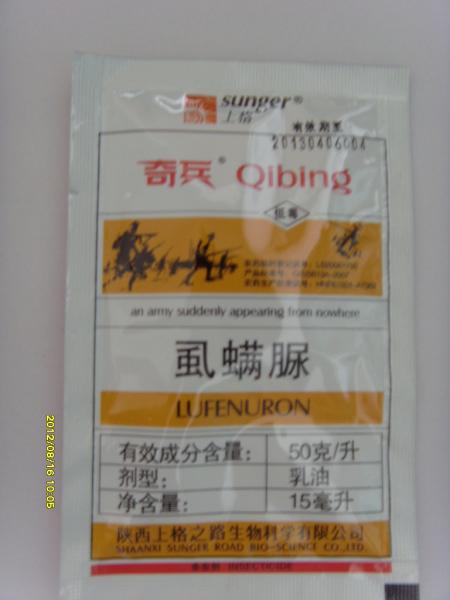 sunger®
上格
有效期至
20130406004
奇兵® Qibing
低毒
an army suddenly appearing from nowhere
虱螨脲
LUFENURON
有效成分含量: 50克/升
剂型: 乳油
净含量: 15毫升
陕西上格之路生物科学有限公司
SHAANXI SUNGER ROAD BIO-SCIENCE CO.,LTD.
杀虫剂 INSECTICIDE
2012/08/16 10:05